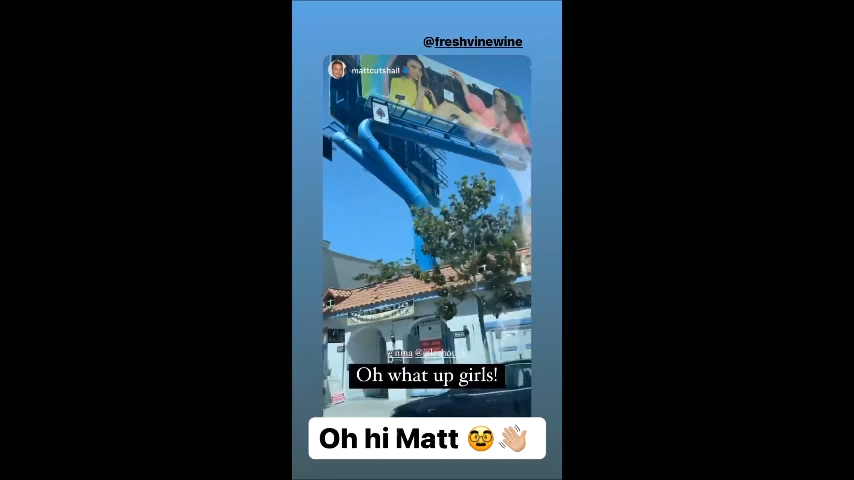 @freshvinewine
mattcutshall
Oh what up girls!
Oh hi Matt 🥸👋🏼